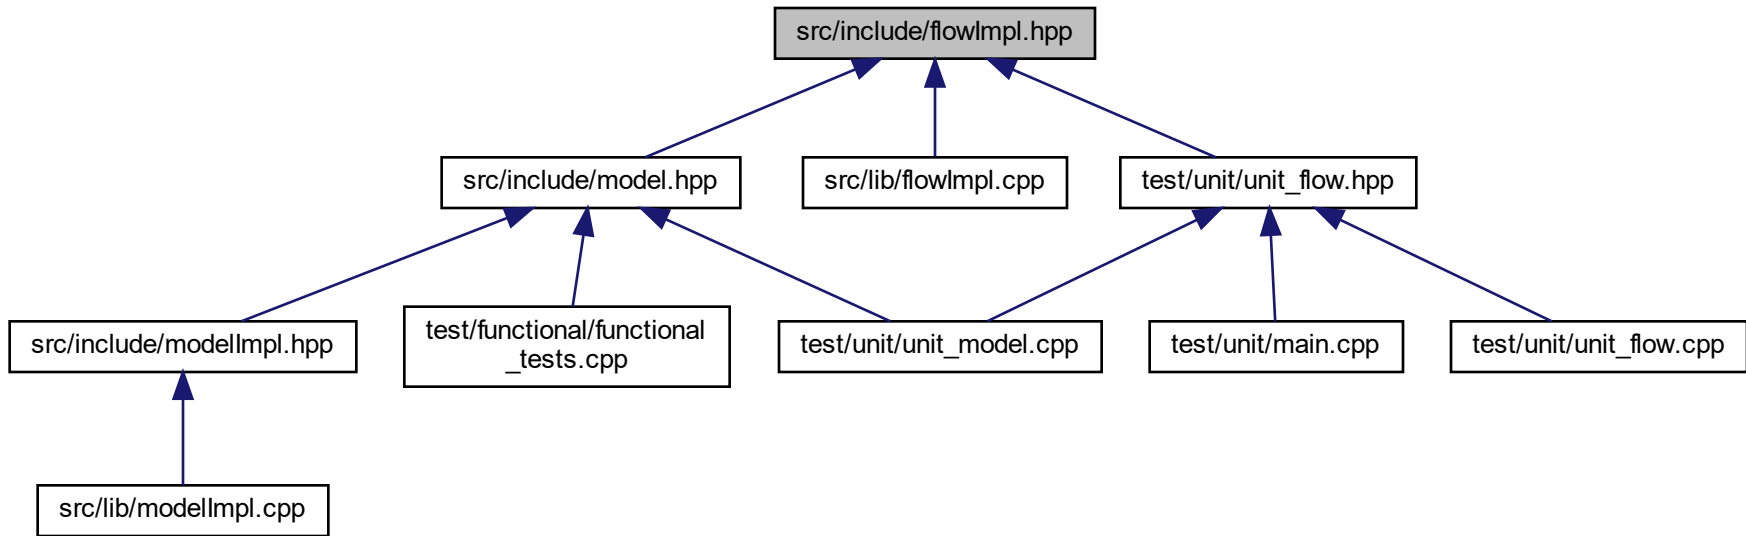 src/include/flowImpl.hpp
src/include/model.hpp
src/lib/flowImpl.cpp
test/unit/unit_flow.hpp
src/include/modelImpl.hpp
test/functional/functional
_tests.cpp
test/unit/unit_model.cpp
test/unit/main.cpp
test/unit/unit_flow.cpp
src/lib/modelImpl.cpp